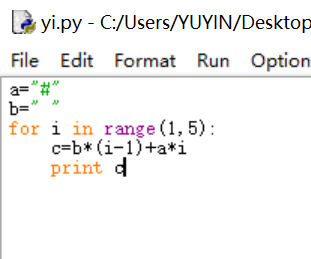 yi.py - C:/Users/YUYIN/Desktop
File Edit Format Run Option
a="#"
b=" "
for i in range(1,5):
    c=b*(i-1)+a*i
    print c